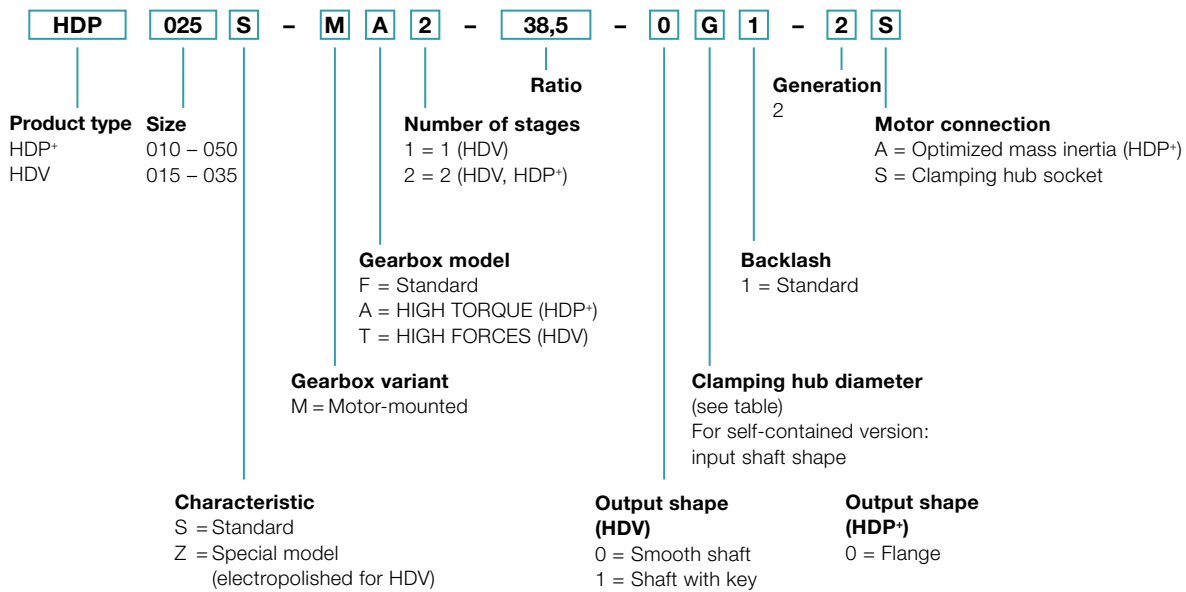 HDP 025 S – M A 2 – 38,5 – 0 G 1 – 2 S
Product type
HDP⁺
HDV
Size
010 – 050
015 – 035
Ratio
Number of stages
1 = 1 (HDV)
2 = 2 (HDV, HDP⁺)
Generation
2
Motor connection
A = Optimized mass inertia (HDP⁺)
S = Clamping hub socket
Gearbox model
F = Standard
A = HIGH TORQUE (HDP⁺)
T = HIGH FORCES (HDV)
Backlash
1 = Standard
Gearbox variant
M = Motor-mounted
Clamping hub diameter
(see table)
For self-contained version:
input shaft shape
Characteristic
S = Standard
Z = Special model
(electropolished for HDV)
Output shape
(HDV)
0 = Smooth shaft
1 = Shaft with key
Output shape
(HDP⁺)
0 = Flange